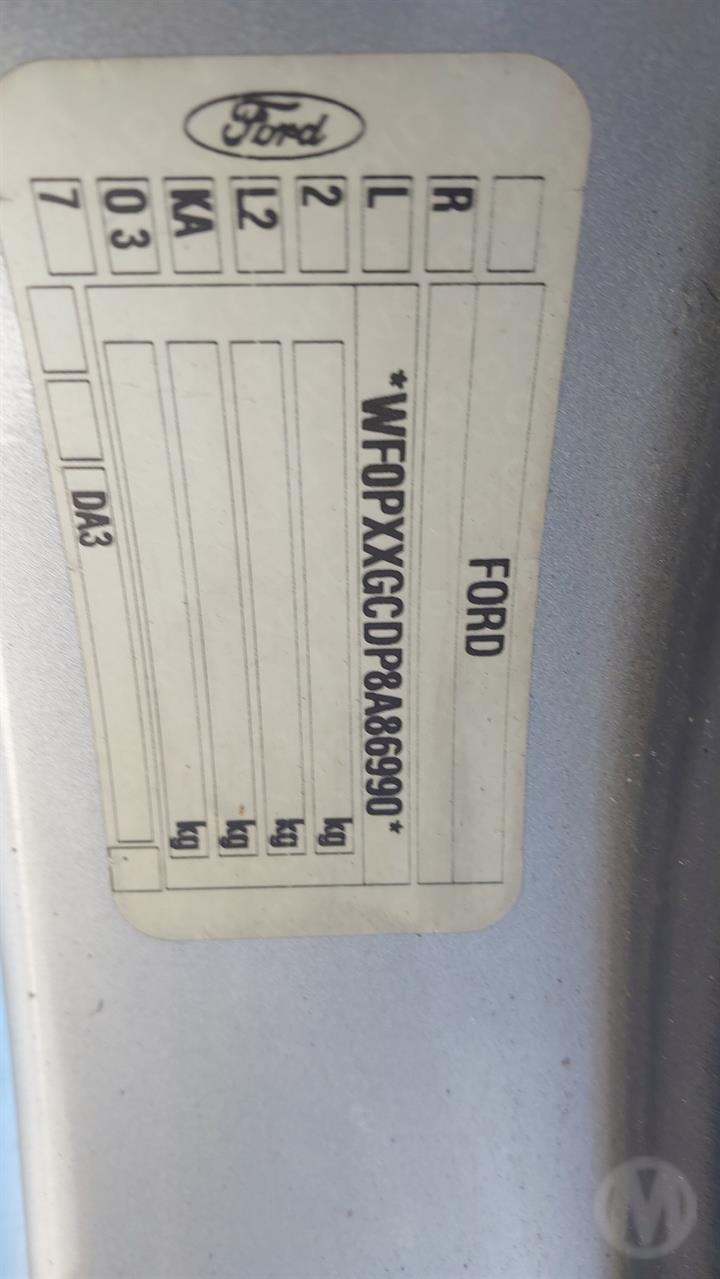 Ford
FORD
*WF0PXXGCDP8A86990*
kg
kg
kg
kg
R
L
2
L2
KA
0 3
7
DA3
M